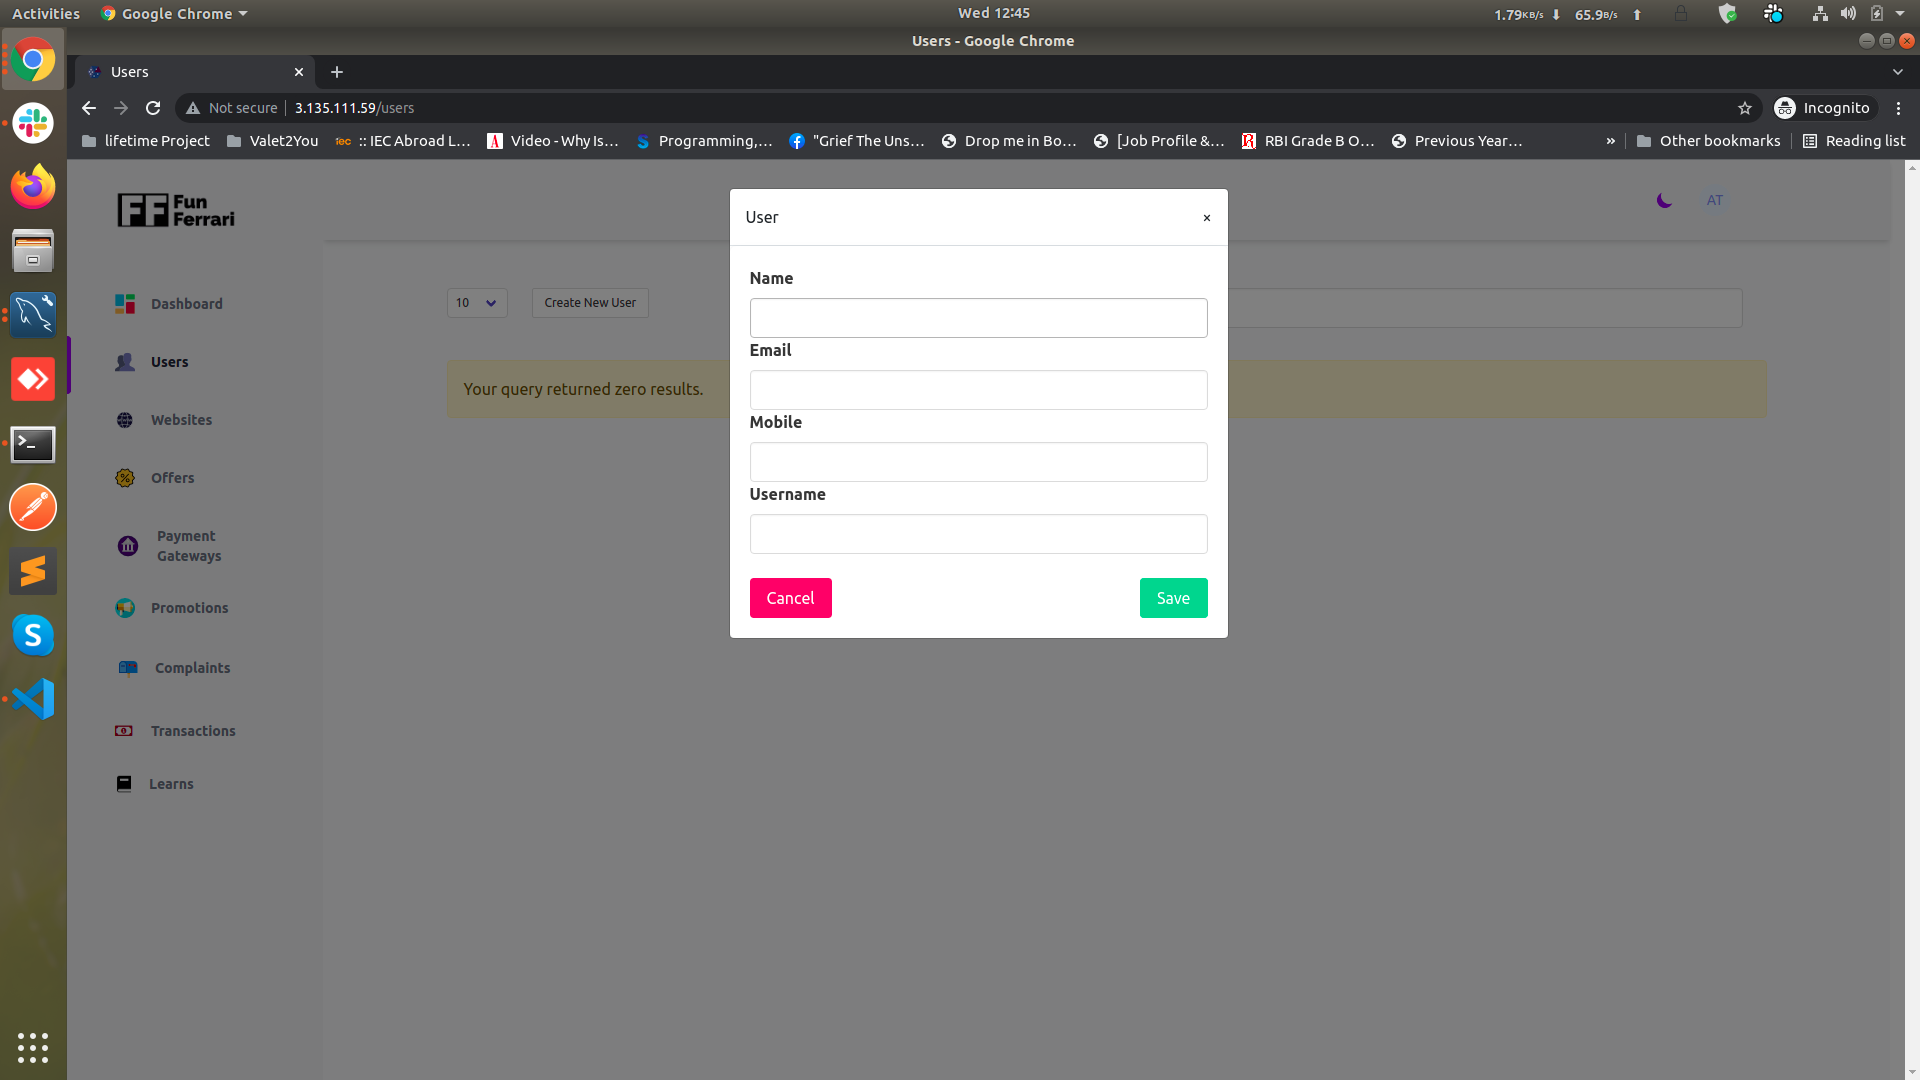 Activities
Google Chrome
Wed 12:45
1.79KB/s
65.9B/s
Users - Google Chrome
Users
Not secure
3.135.111.59/users
Incognito
lifetime Project
Valet2You
:: IEC Abroad L...
Video - Why Is...
Programming,...
"Grief The Uns...
Drop me in Bo...
[Job Profile &...
RBI Grade B O...
Previous Year...
»
Other bookmarks
Reading list
Fun
Ferrari
AT
Dashboard
Users
Websites
Offers
Payment
Gateways
Promotions
Complaints
Transactions
Learns
10
Create New User
Your query returned zero results.
User
×
Name
Email
Mobile
Username
Cancel
Save